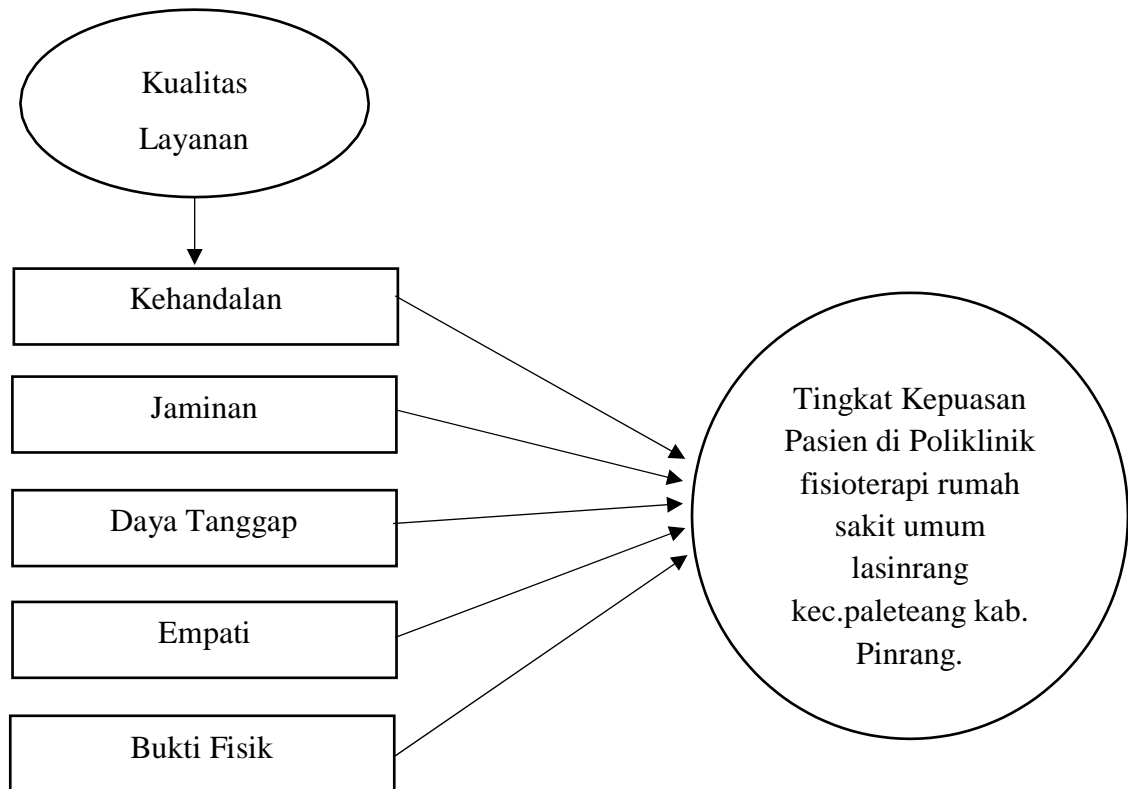 Kualitas
Layanan
Kehandalan
Jaminan
Daya Tanggap
Empati
Bukti Fisik
Tingkat Kepuasan
Pasien di Poliklinik
fisioterapi rumah
sakit umum
lasinrang
kec.paleteang kab.
Pinrang.